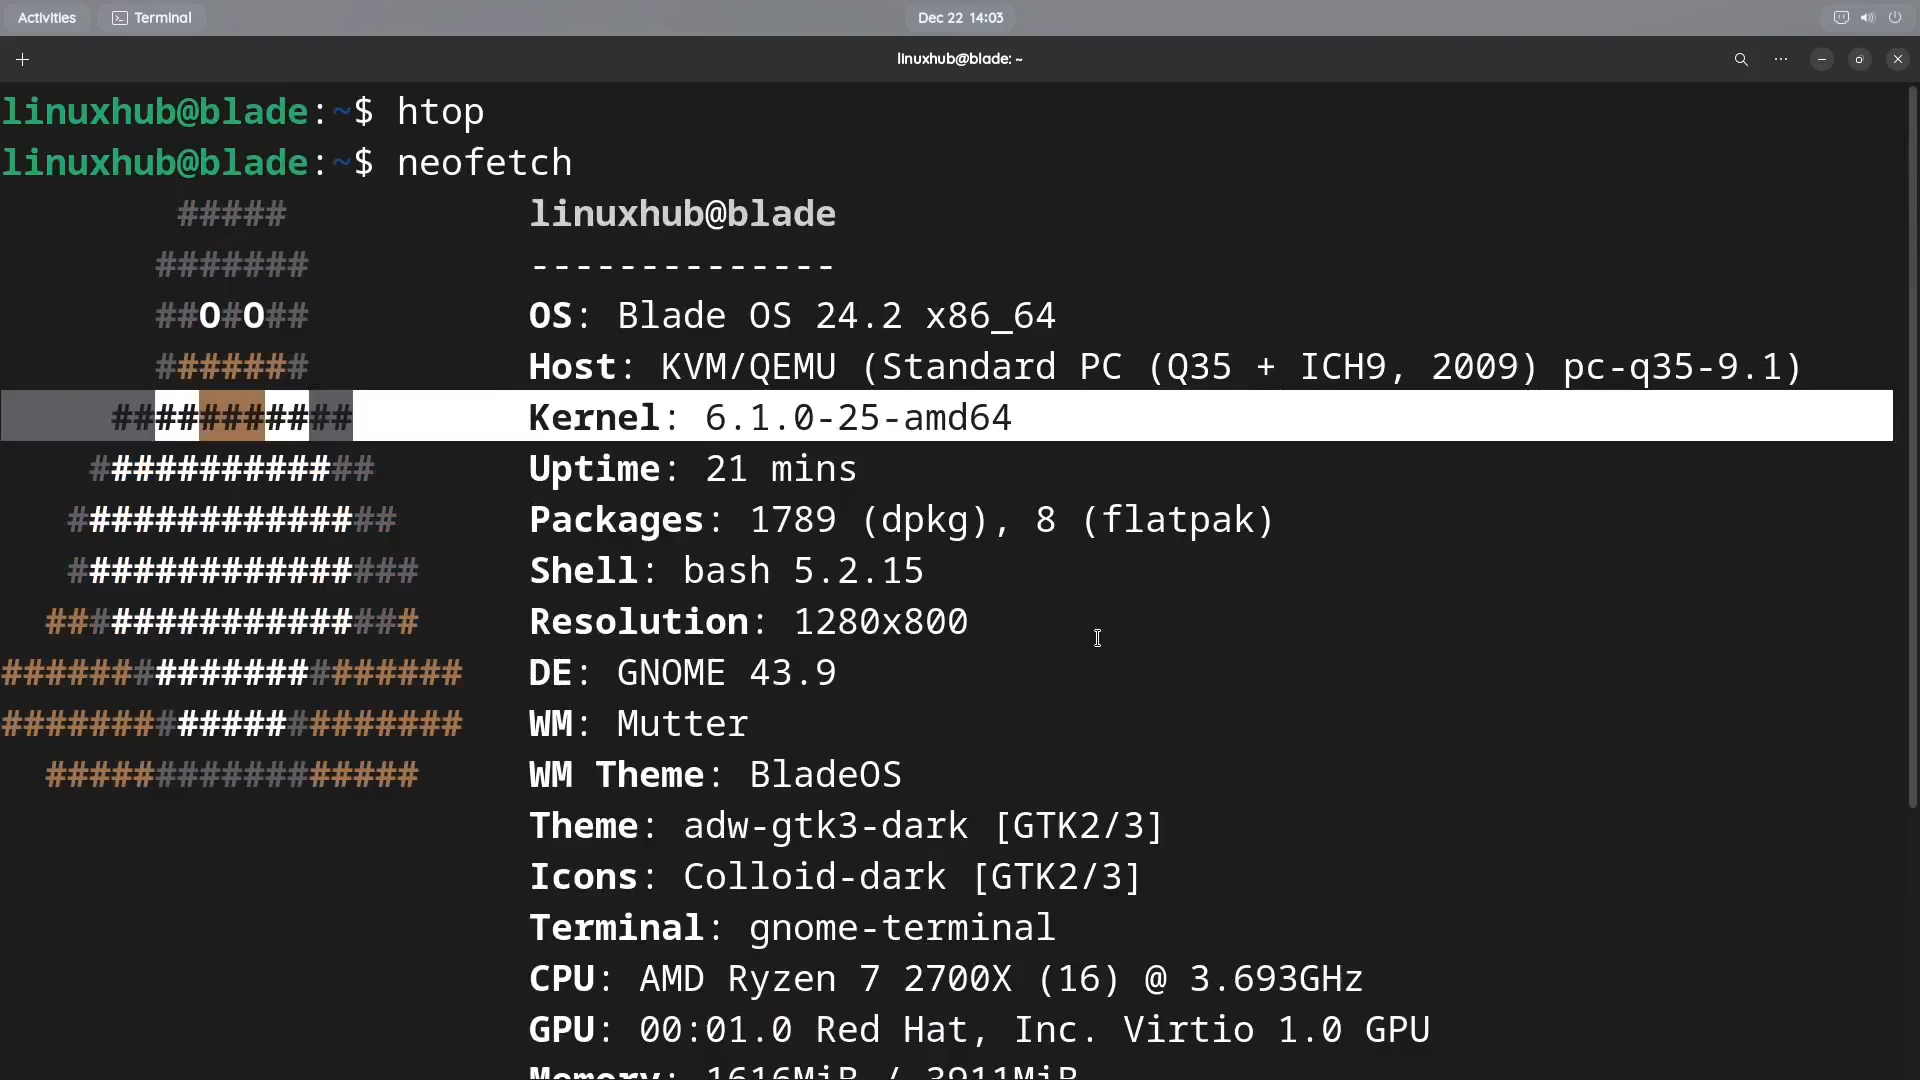 Activities Terminal Dec 22 14:03
linuxhub@blade: ~
linuxhub@blade:~$ htop
linuxhub@blade:~$ neofetch
##### linuxhub@blade
####### --------------
##O#O## OS: Blade OS 24.2 x86_64
####### Host: KVM/QEMU (Standard PC (Q35 + ICH9, 2009) pc-q35-9.1)
########### Kernel: 6.1.0-25-amd64
############# Uptime: 21 mins
############### Packages: 1789 (dpkg), 8 (flatpak)
################ Shell: bash 5.2.15
################# Resolution: 1280x800
##################### DE: GNOME 43.9
##################### WM: Mutter
################# WM Theme: BladeOS
Theme: adw-gtk3-dark [GTK2/3]
Icons: Colloid-dark [GTK2/3]
Terminal: gnome-terminal
CPU: AMD Ryzen 7 2700X (16) @ 3.693GHz
GPU: 00:01.0 Red Hat, Inc. Virtio 1.0 GPU
Memory: 1616MiB / 3911MiB